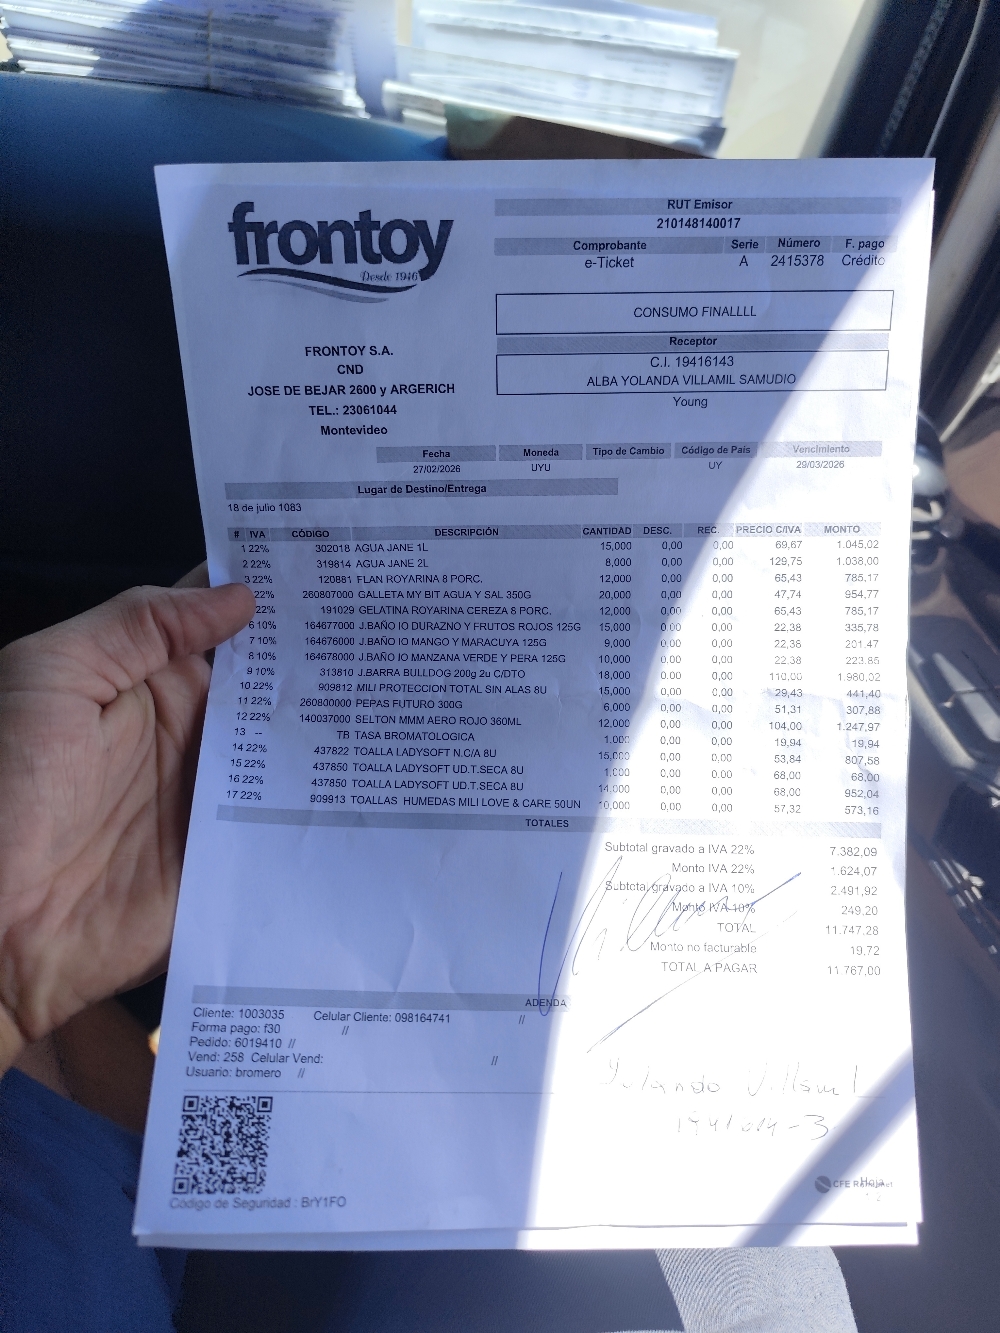 frontoy
Desde 1946
RUT Emisor
210148140017
Comprobante Serie Número F. pago
e-Ticket A 2415378 Crédito
CONSUMO FINALLLL
Receptor
C.I. 19416143
ALBA YOLANDA VILLAMIL SAMUDIO
Young
FRONTOY S.A.
CND
JOSE DE BEJAR 2600 y ARGERICH
TEL.: 23061044
Montevideo
Fecha Moneda Tipo de Cambio Código de País Vencimiento
27/02/2026 UYU UY 29/03/2026
Lugar de Destino/Entrega
18 de julio 1083
# IVA CÓDIGO DESCRIPCIÓN CANTIDAD DESC. REC. PRECIO C/IVA MONTO
1 22% 302018 AGUA JANE 1L 15,000 0,00 0,00 69,67 1.045,02
2 22% 319814 AGUA JANE 2L 8,000 0,00 0,00 129,75 1.038,00
3 22% 120881 FLAN ROYARINA 8 PORC. 12,000 0,00 0,00 65,43 785,17
22% 260807000 GALLETA MY BIT AGUA Y SAL 350G 20,000 0,00 0,00 47,74 954,77
22% 191029 GELATINA ROYARINA CEREZA 8 PORC. 12,000 0,00 0,00 65,43 785,17
6 10% 164677000 J.BAÑO IO DURAZNO Y FRUTOS ROJOS 125G 15,000 0,00 0,00 22,38 335,78
7 10% 164676000 J.BAÑO IO MANGO Y MARACUYA 125G 9,000 0,00 0,00 22,38 201,47
8 10% 164678000 J.BAÑO IO MANZANA VERDE Y PERA 125G 10,000 0,00 0,00 22,38 223,85
9 10% 313810 J.BARRA BULLDOG 200g 2u C/DTO 18,000 0,00 0,00 110,00 1.980,02
10 22% 909812 MILI PROTECCION TOTAL SIN ALAS 8U 15,000 0,00 0,00 29,43 441,40
11 22% 260800000 PEPAS FUTURO 300G 6,000 0,00 0,00 51,31 307,88
12 22% 140037000 SELTON MMM AERO ROJO 360ML 12,000 0,00 0,00 104,00 1.247,97
13 -- TB TASA BROMATOLOGICA 1,000 0,00 0,00 19,94 19,94
14 22% 437822 TOALLA LADYSOFT N.C/A 8U 15,000 0,00 0,00 53,84 807,58
15 22% 437850 TOALLA LADYSOFT UD.T.SECA 8U 1,000 0,00 0,00 68,00 68,00
16 22% 437850 TOALLA LADYSOFT UD.T.SECA 8U 14,000 0,00 0,00 68,00 952,04
17 22% 909913 TOALLAS HUMEDAS MILI LOVE & CARE 50UN 10,000 0,00 0,00 57,32 573,16
TOTALES
Subtotal gravado a IVA 22% 7.382,09
Monto IVA 22% 1.624,07
Subtotal gravado a IVA 10% 2.491,92
Monto IVA 10% 249,20
TOTAL 11.747,28
Monto no facturable 19,72
TOTAL A PAGAR 11.767,00
ADENDA
Cliente: 1003035 Celular Cliente: 098164741 //
Forma pago: f30 //
Pedido: 6019410 //
Vend: 258 Celular Vend: //
Usuario: bromero //
Código de Seguridad : BrY1FO
CFE
Hoja